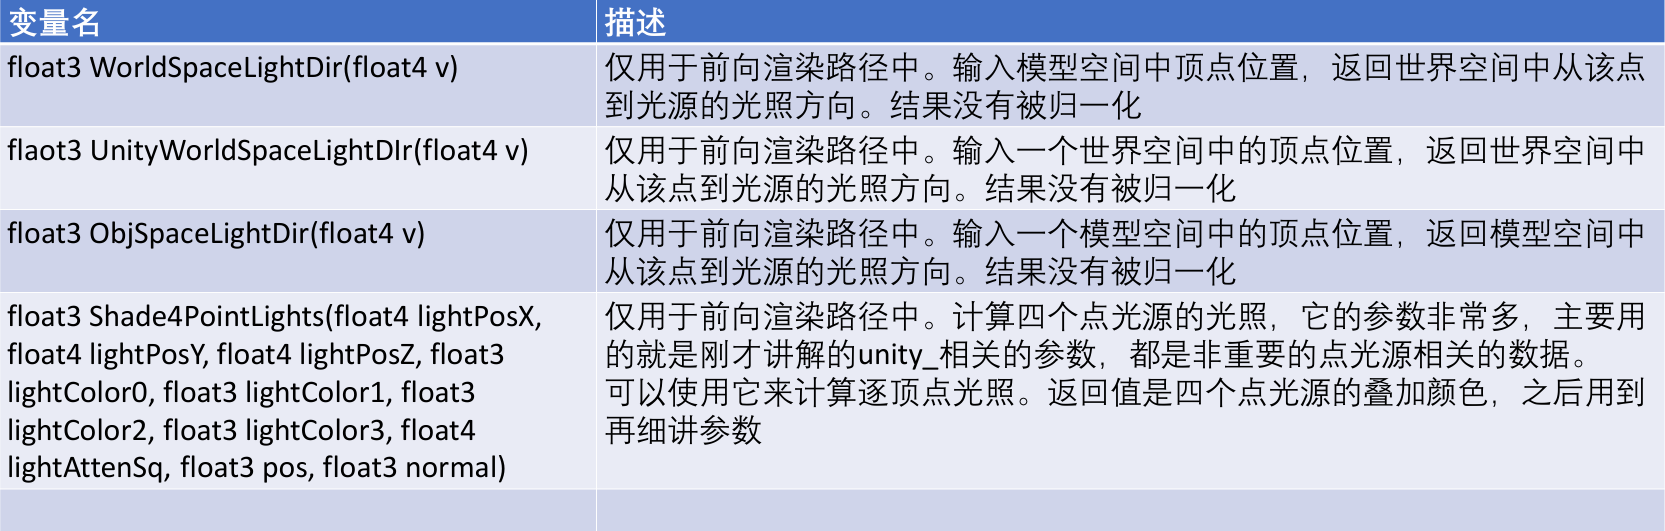 变量名
描述
float3 WorldSpaceLightDir(float4 v)
仅用于前向渲染路径中。输入模型空间中顶点位置，返回世界空间中从该点
到光源的光照方向。结果没有被归一化
flaot3 UnityWorldSpaceLightDIr(float4 v)
仅用于前向渲染路径中。输入一个世界空间中的顶点位置，返回世界空间中
从该点到光源的光照方向。结果没有被归一化
float3 ObjSpaceLightDir(float4 v)
仅用于前向渲染路径中。输入一个模型空间中的顶点位置，返回模型空间中
从该点到光源的光照方向。结果没有被归一化
float3 Shade4PointLights(float4 lightPosX,
float4 lightPosY, float4 lightPosZ, float3
lightColor0, float3 lightColor1, float3
lightColor2, float3 lightColor3, float4
lightAttenSq, float3 pos, float3 normal)
仅用于前向渲染路径中。计算四个点光源的光照，它的参数非常多，主要用
的就是刚才讲解的unity_相关的参数，都是非重要的点光源相关的数据。
可以使用它来计算逐顶点光照。返回值是四个点光源的叠加颜色，之后用到
再细讲参数